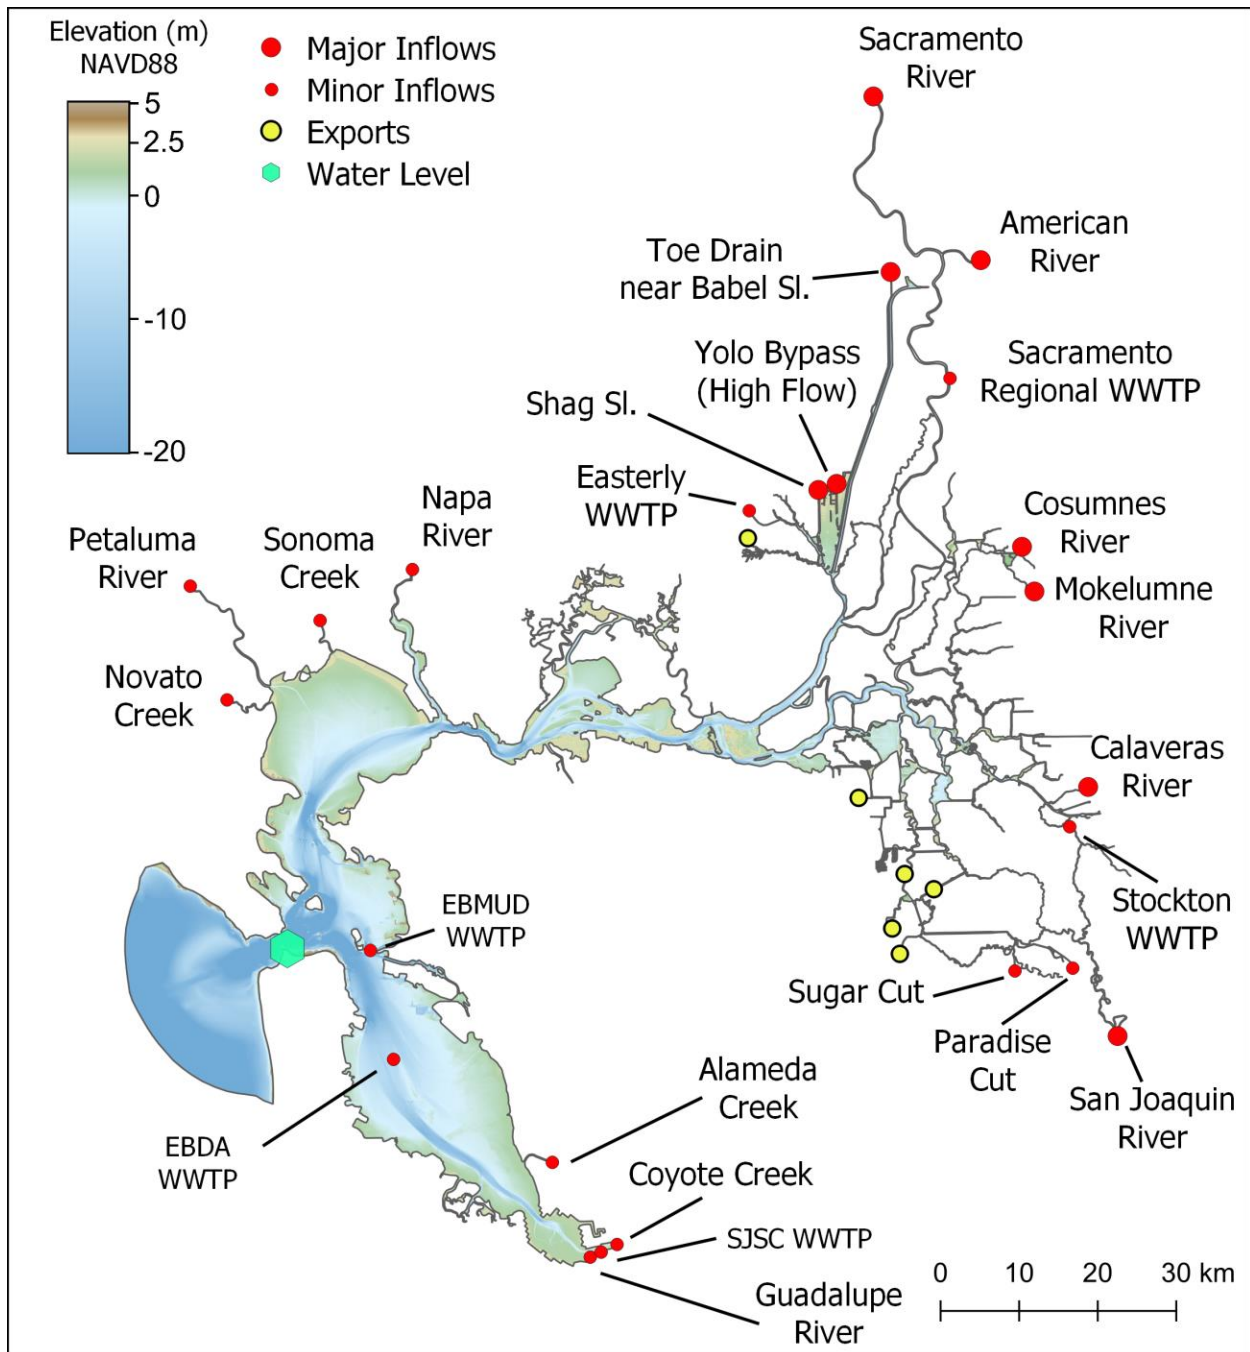 Elevation (m)
NAVD88
5
2.5
0
-10
-20
Major Inflows
Minor Inflows
Exports
Water Level
Sacramento
River
American
River
Toe Drain
near Babel Sl.
Yolo Bypass
(High Flow)
Sacramento
Regional WWTP
Shag Sl.
Easterly
WWTP
Napa
River
Cosumnes
River
Petaluma
River
Sonoma
Creek
Mokelumne
River
Novato
Creek
Calaveras
River
EBMUD
WWTP
Stockton
WWTP
Sugar Cut
Paradise
Cut
San Joaquin
River
Alameda
Creek
EBDA
WWTP
Coyote Creek
SJSC WWTP
Guadalupe
River
0 10 20 30 km